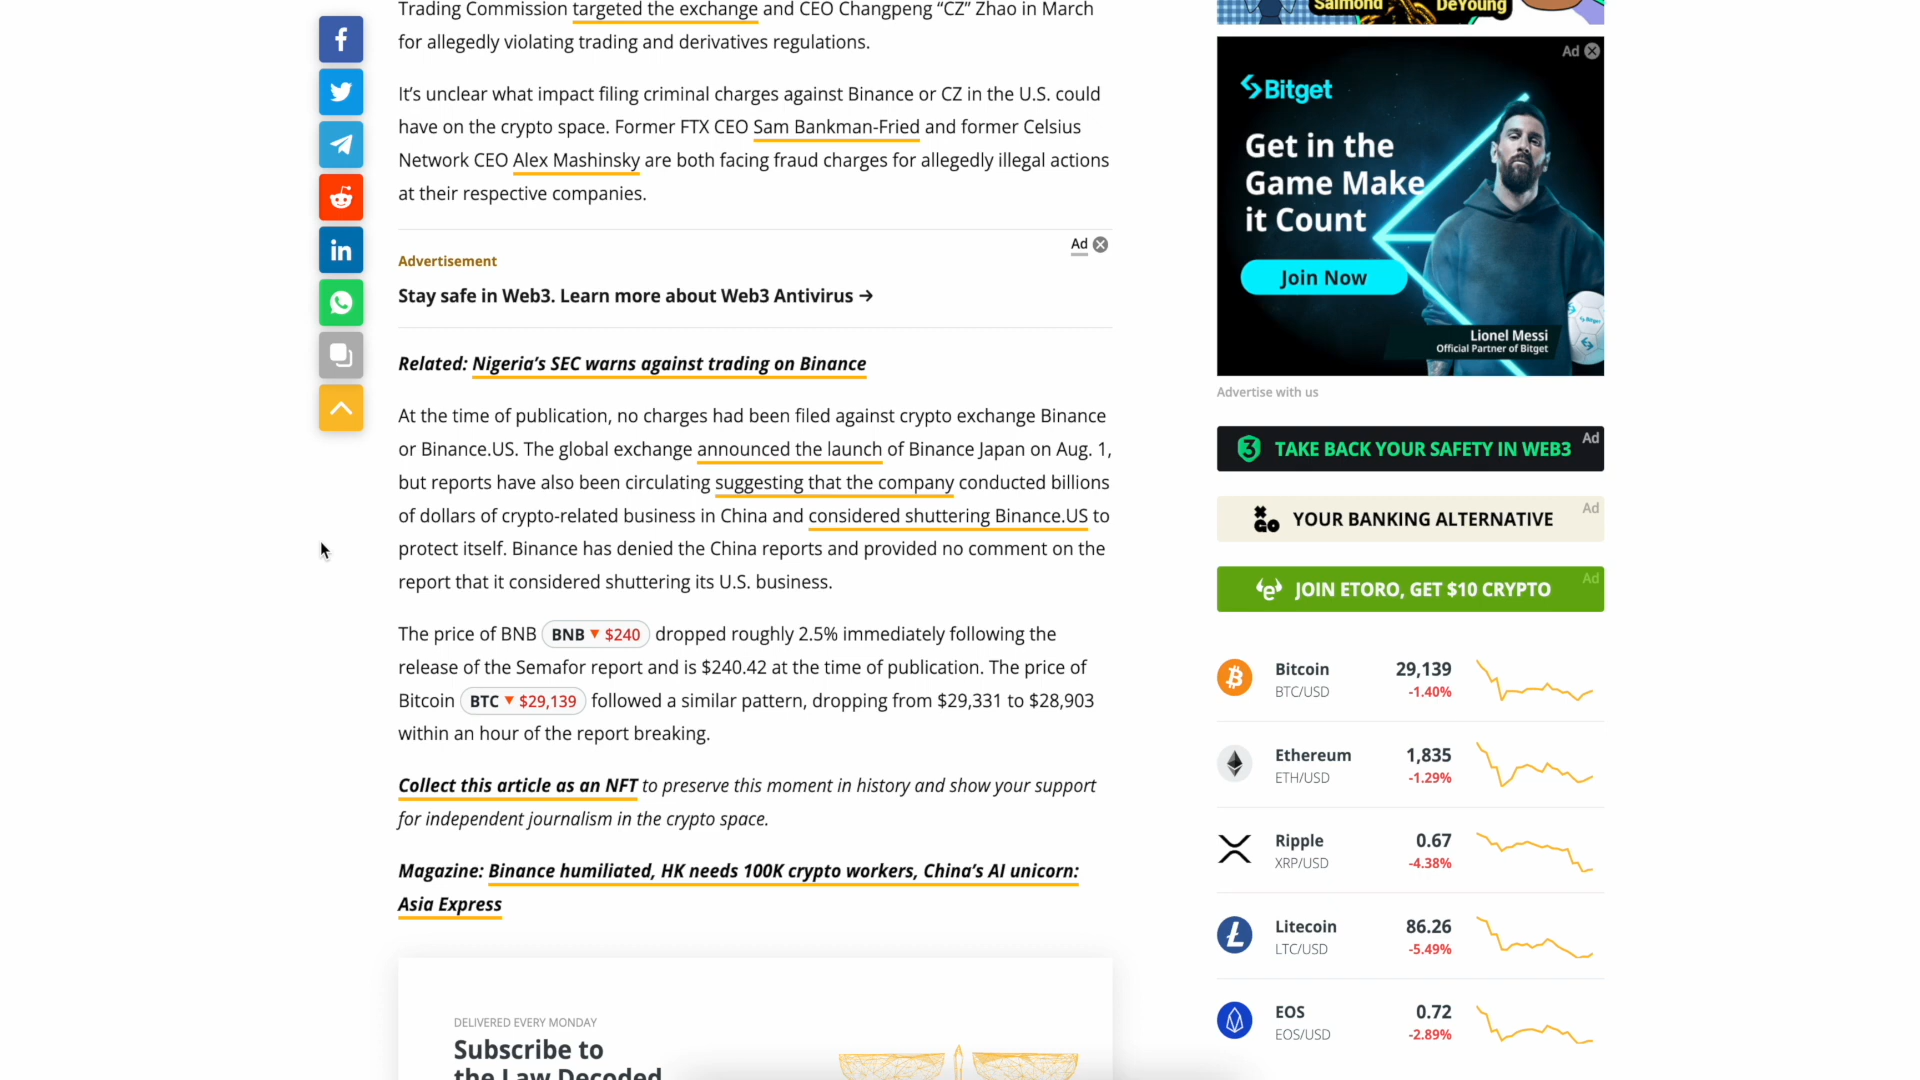 Trading Commission targeted the exchange and CEO Changpeng “CZ” Zhao in March
for allegedly violating trading and derivatives regulations.
It’s unclear what impact filing criminal charges against Binance or CZ in the U.S. could
have on the crypto space. Former FTX CEO Sam Bankman-Fried and former Celsius
Network CEO Alex Mashinsky are both facing fraud charges for allegedly illegal actions
at their respective companies.
Ad
Advertisement
Stay safe in Web3. Learn more about Web3 Antivirus →
Related: Nigeria’s SEC warns against trading on Binance
At the time of publication, no charges had been filed against crypto exchange Binance
or Binance.US. The global exchange announced the launch of Binance Japan on Aug. 1,
but reports have also been circulating suggesting that the company conducted billions
of dollars of crypto-related business in China and considered shuttering Binance.US to
protect itself. Binance has denied the China reports and provided no comment on the
report that it considered shuttering its U.S. business.
The price of BNB BNB ▼ $240 dropped roughly 2.5% immediately following the
release of the Semafor report and is $240.42 at the time of publication. The price of
Bitcoin BTC ▼ $29,139 followed a similar pattern, dropping from $29,331 to $28,903
within an hour of the report breaking.
Collect this article as an NFT to preserve this moment in history and show your support
for independent journalism in the crypto space.
Magazine: Binance humiliated, HK needs 100K crypto workers, China’s AI unicorn:
Asia Express
DELIVERED EVERY MONDAY
Subscribe to
the Law Decoded
Salmond DeYoung
Ad
Bitget
Get in the
Game Make
it Count
Join Now
Lionel Messi
Official Partner of Bitget
Advertise with us
TAKE BACK YOUR SAFETY IN WEB3 Ad
YOUR BANKING ALTERNATIVE Ad
JOIN ETORO, GET $10 CRYPTO Ad
Bitcoin 29,139
BTC/USD -1.40%
Ethereum 1,835
ETH/USD -1.29%
Ripple 0.67
XRP/USD -4.38%
Litecoin 86.26
LTC/USD -5.49%
EOS 0.72
EOS/USD -2.89%